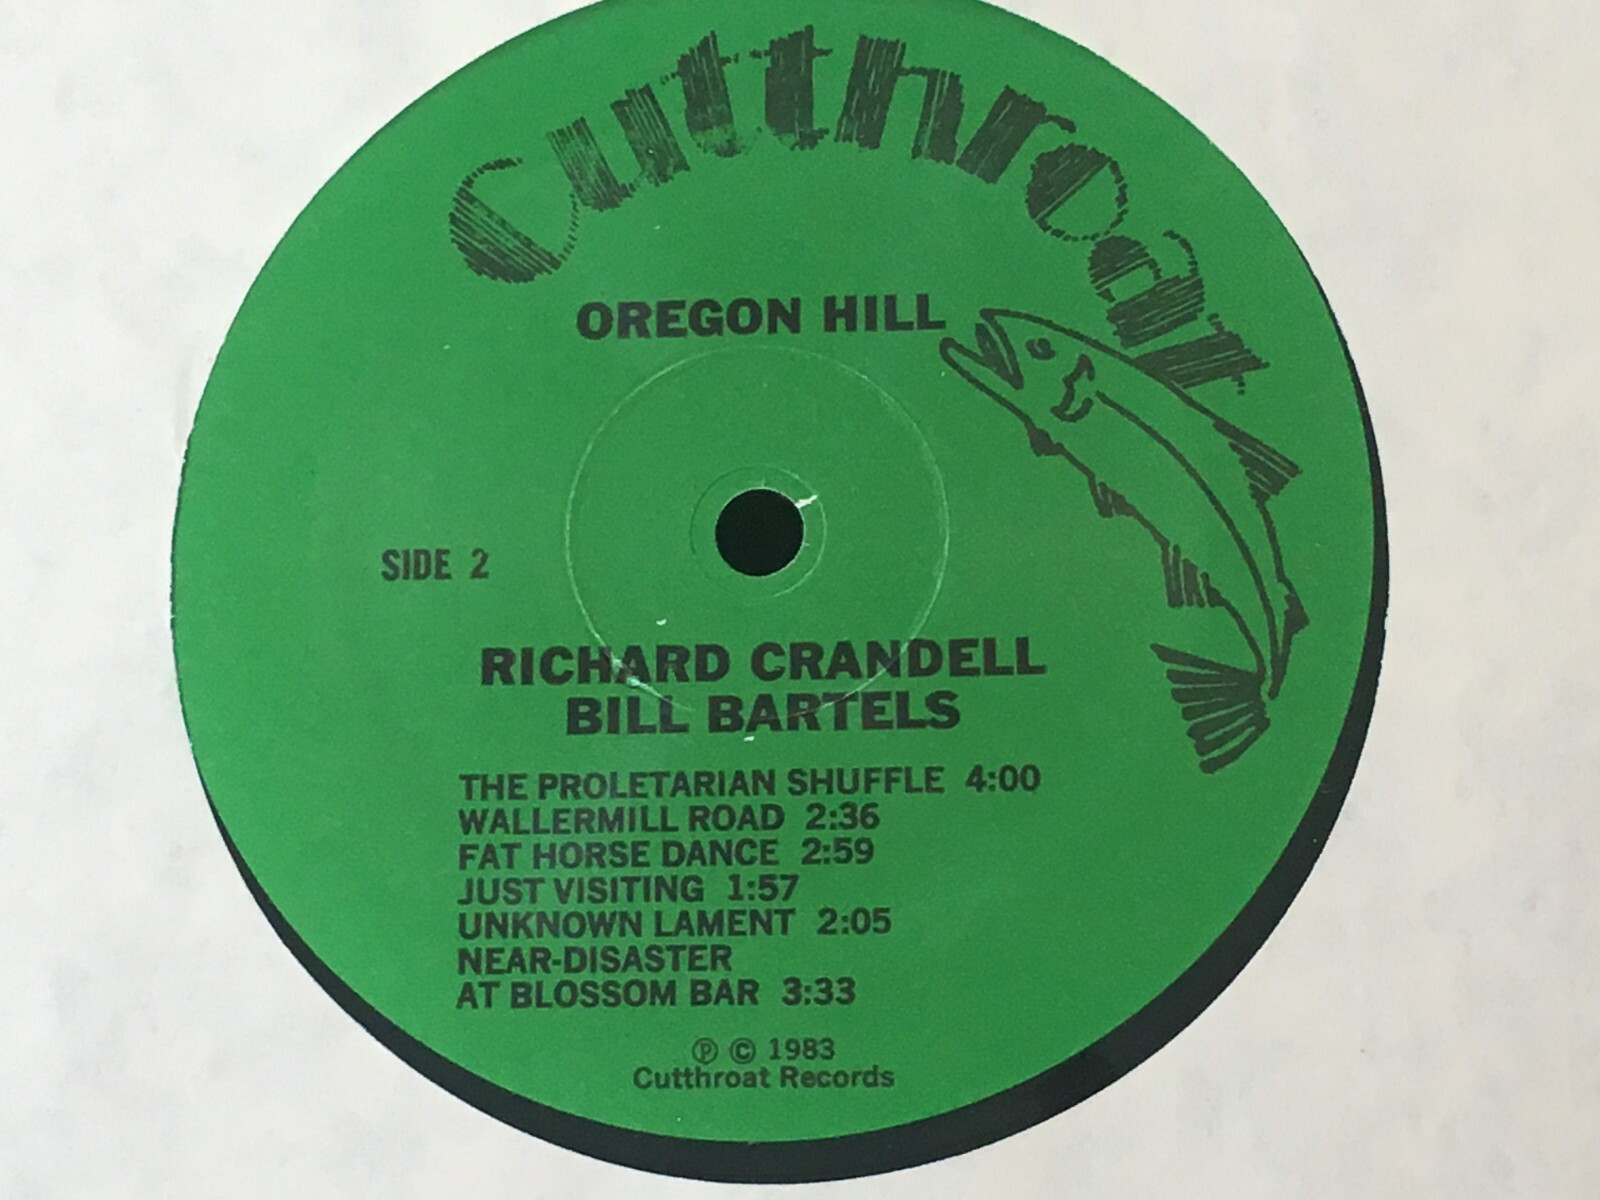 Cutthroat
OREGON HILL
SIDE 2
RICHARD CRANDELL
BILL BARTELS
THE PROLETARIAN SHUFFLE 4:00
WALLERMILL ROAD 2:36
FAT HORSE DANCE 2:59
JUST VISITING 1:57
UNKNOWN LAMENT 2:05
NEAR-DISASTER
AT BLOSSOM BAR 3:33
℗ © 1983
Cutthroat Records